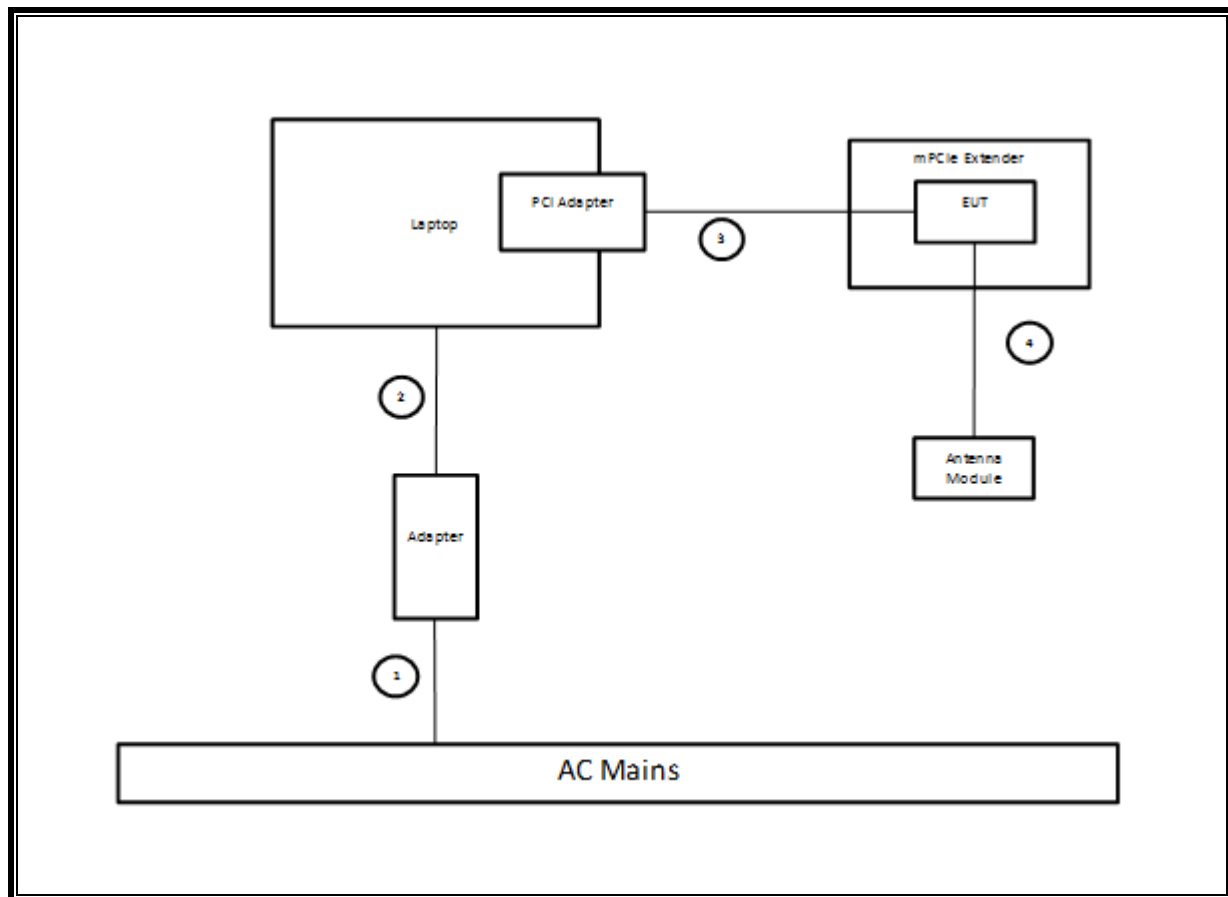 mPCIe Extender
PCI Adapter
EUT
Laptop
3
4
2
Antenna
Module
Adapter
1
AC Mains